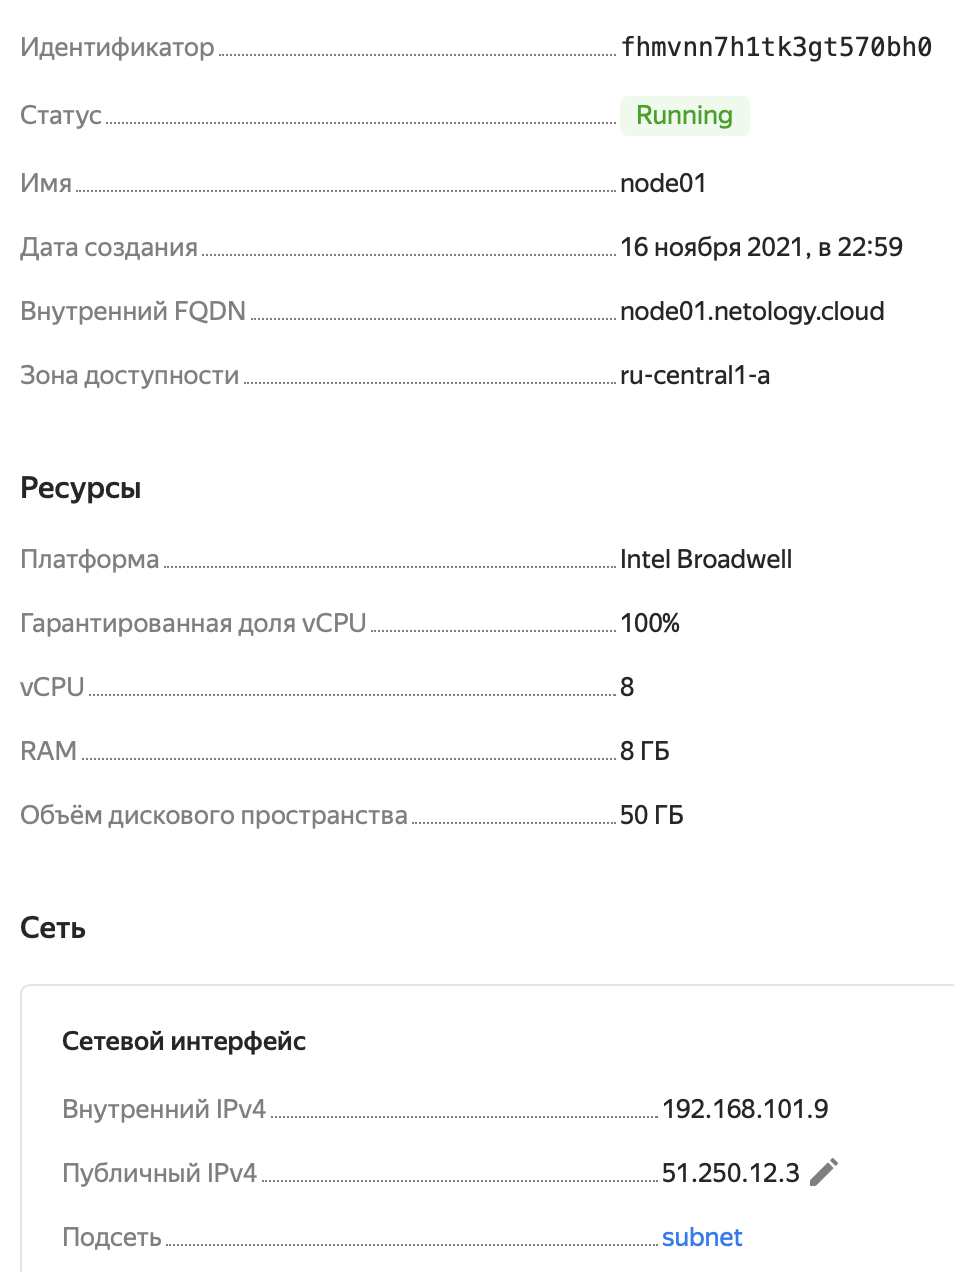 Идентификатор fhmvnn7h1tk3gt570bh0
Статус Running
Имя node01
Дата создания 16 ноября 2021, в 22:59
Внутренний FQDN node01.netology.cloud
Зона доступности ru-central1-a
Ресурсы
Платформа Intel Broadwell
Гарантированная доля vCPU 100%
vCPU 8
RAM 8 ГБ
Объём дискового пространства 50 ГБ
Сеть
Сетевой интерфейс
Внутренний IPv4 192.168.101.9
Публичный IPv4 51.250.12.3
Подсеть subnet